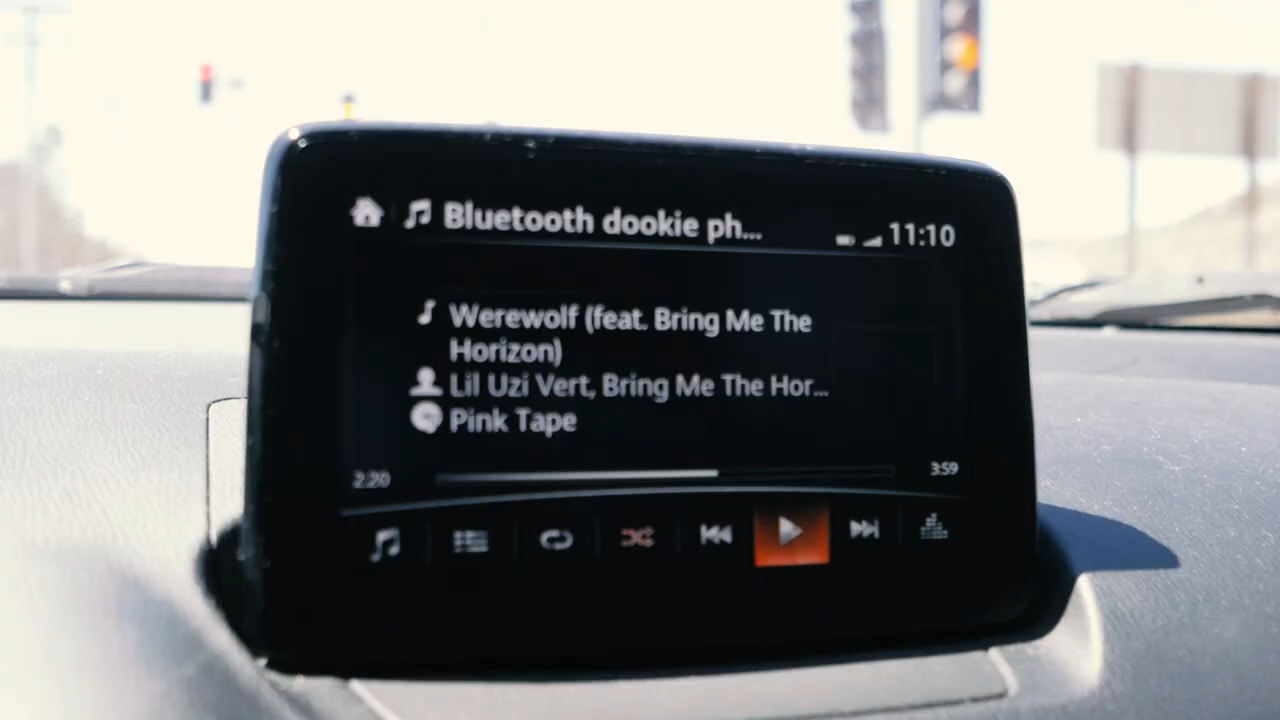 Bluetooth dookie ph...
11:10
Werewolf (feat. Bring Me The
Horizon)
Lil Uzi Vert, Bring Me The Hor...
Pink Tape
2:20
3:59